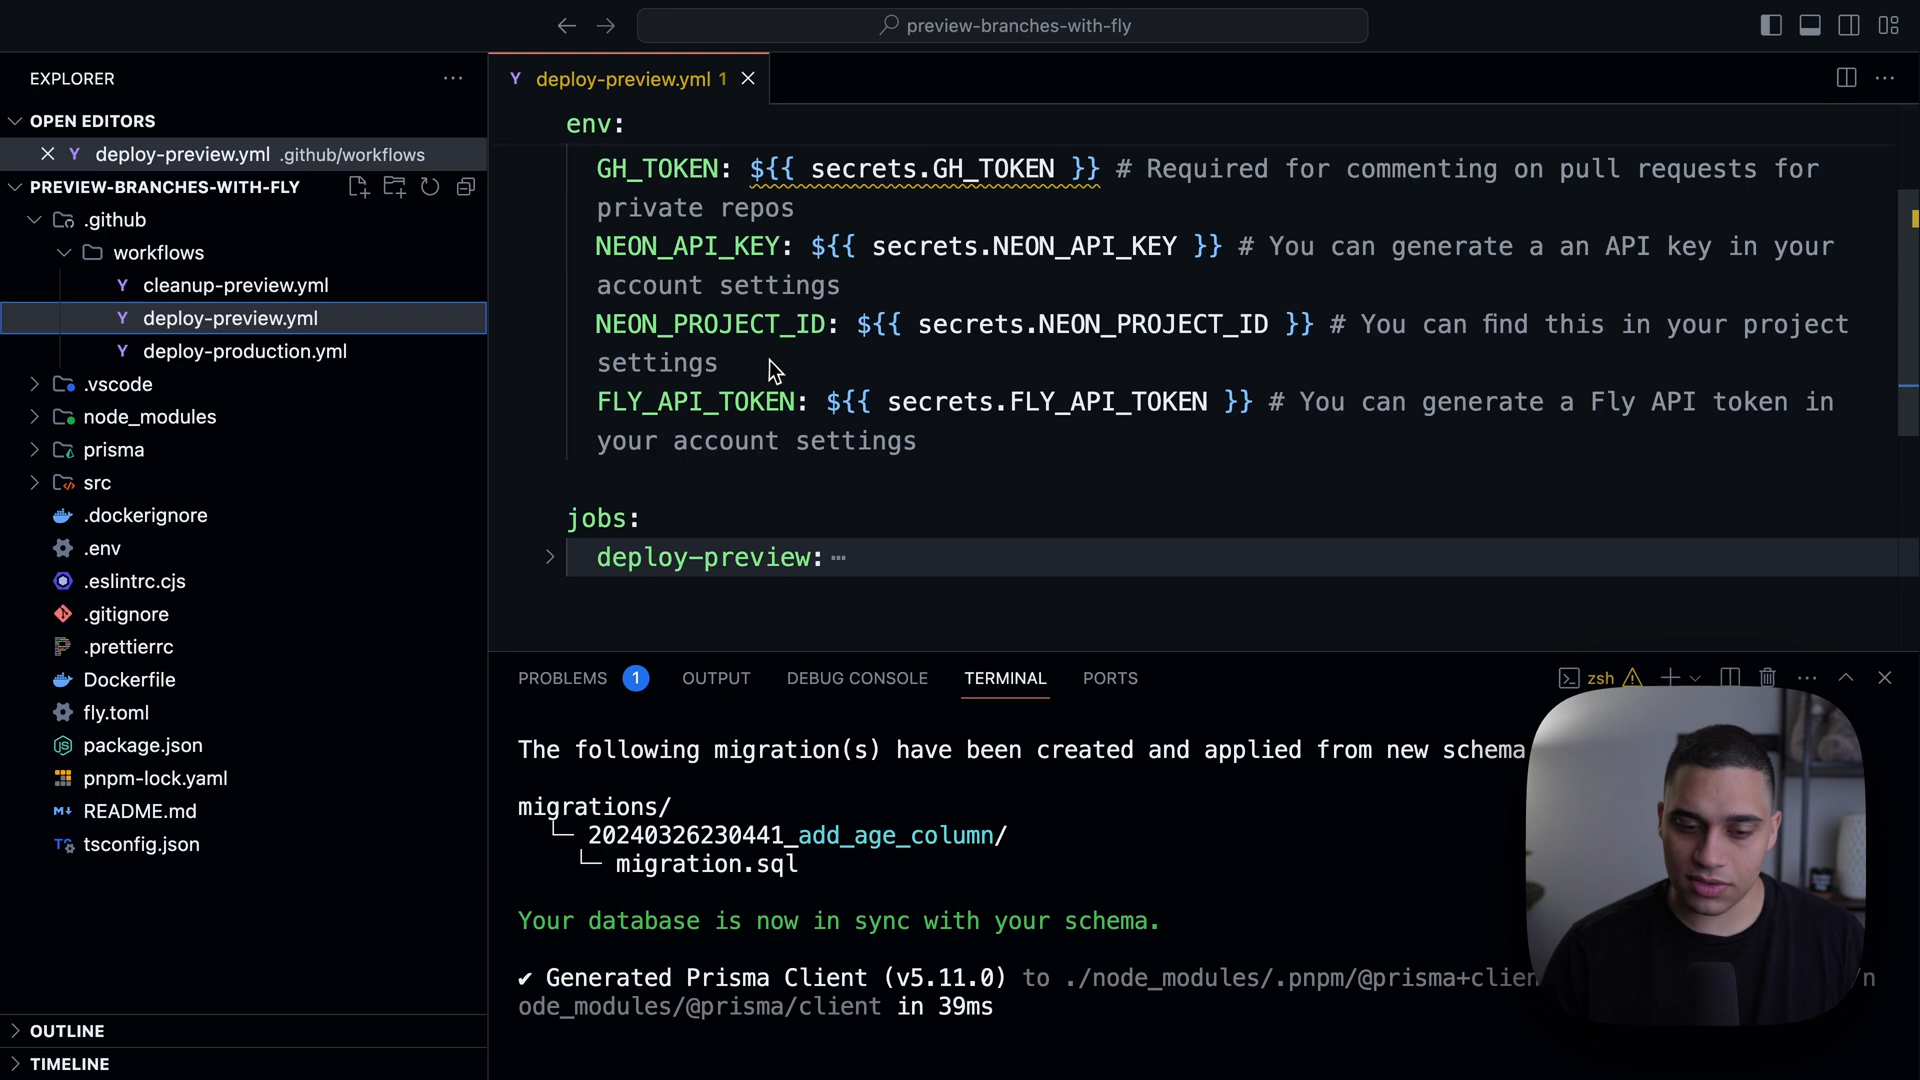 preview-branches-with-fly
EXPLORER
deploy-preview.yml 1
OPEN EDITORS
deploy-preview.yml .github/workflows
PREVIEW-BRANCHES-WITH-FLY
.github
workflows
cleanup-preview.yml
deploy-preview.yml
deploy-production.yml
.vscode
node_modules
prisma
src
.dockerignore
.env
.eslintrc.cjs
.gitignore
.prettierrc
Dockerfile
fly.toml
package.json
pnpm-lock.yaml
README.md
tsconfig.json
OUTLINE
TIMELINE
env:
GH_TOKEN: ${{ secrets.GH_TOKEN }} # Required for commenting on pull requests for
private repos
NEON_API_KEY: ${{ secrets.NEON_API_KEY }} # You can generate a an API key in your
account settings
NEON_PROJECT_ID: ${{ secrets.NEON_PROJECT_ID }} # You can find this in your project
settings
FLY_API_TOKEN: ${{ secrets.FLY_API_TOKEN }} # You can generate a Fly API token in
your account settings
jobs:
deploy-preview: ⋯
PROBLEMS 1 OUTPUT DEBUG CONSOLE TERMINAL PORTS
zsh
The following migration(s) have been created and applied from new schema
migrations/
└─ 20240326230441_add_age_column/
└─ migration.sql
Your database is now in sync with your schema.
✔ Generated Prisma Client (v5.11.0) to ./node_modules/.pnpm/@prisma+clien /n
ode_modules/@prisma/client in 39ms